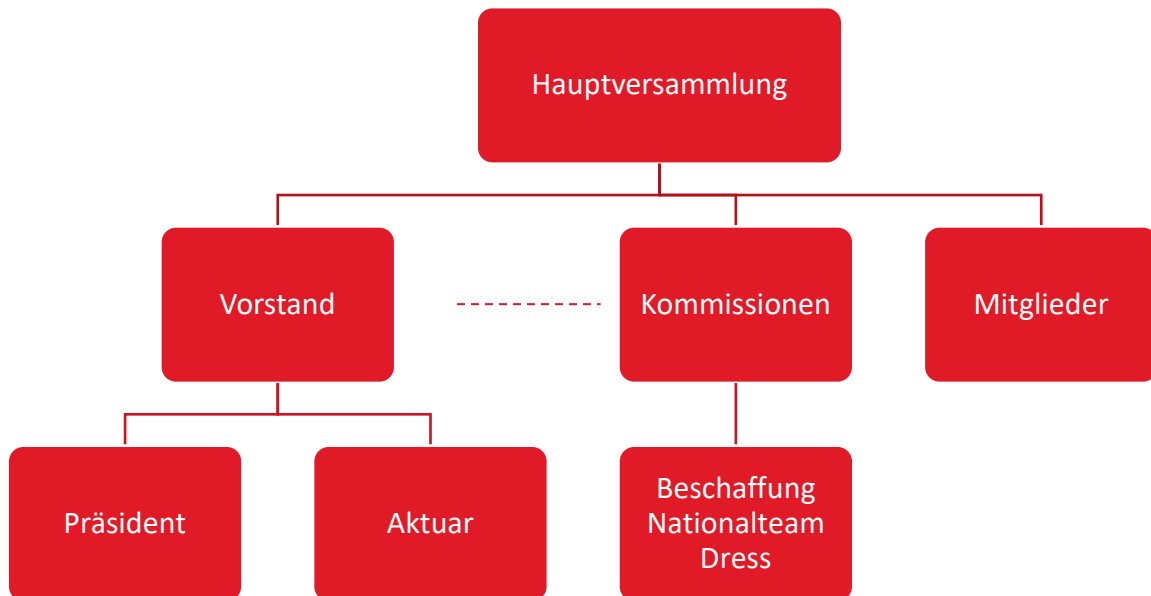 Hauptversammlung
Vorstand
Kommissionen
Mitglieder
Präsident
Aktuar
Beschaffung
Nationalteam
Dress